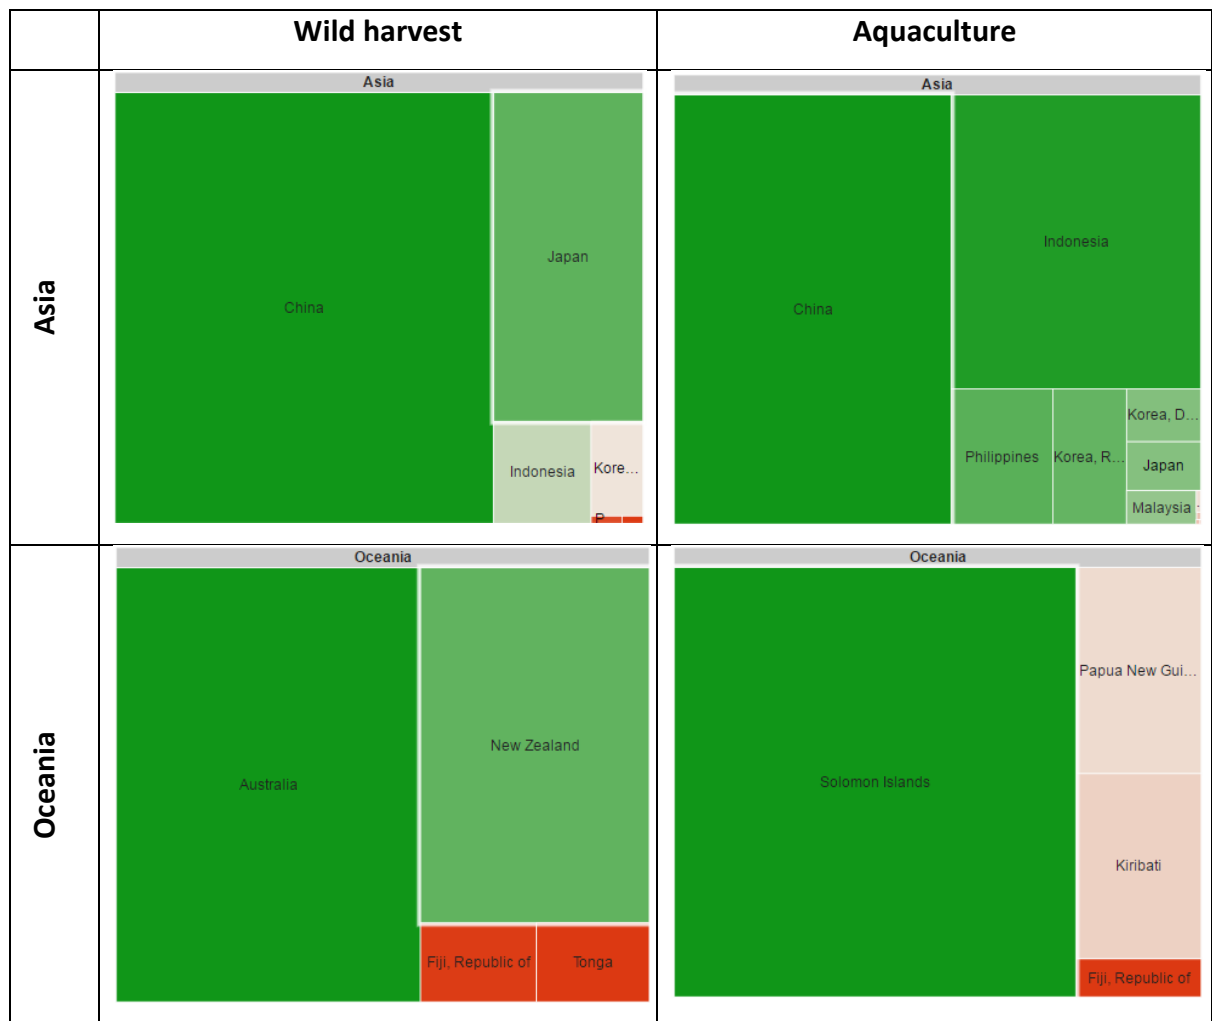 Wild harvest
Aquaculture
Asia
Asia
China
Japan
Indonesia
Kore...
P
Asia
China
Indonesia
Philippines
Korea, R...
Korea, D...
Japan
Malaysia
Oceania
Oceania
Australia
New Zealand
Fiji, Republic of
Tonga
Oceania
Solomon Islands
Papua New Gui...
Kiribati
Fiji, Republic of